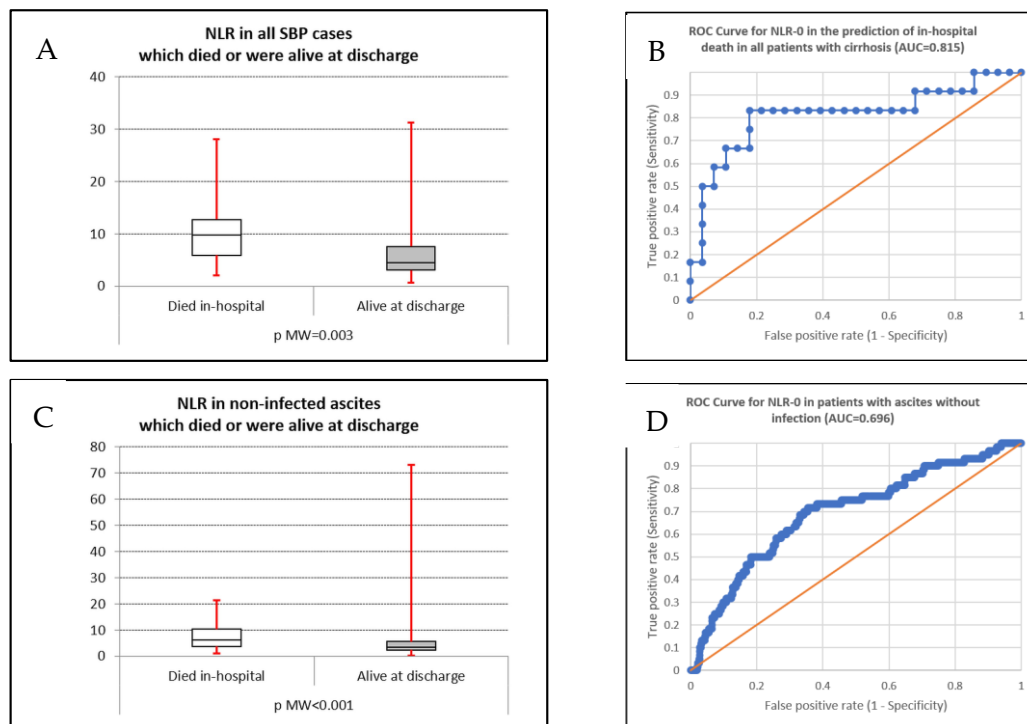 A
NLR in all SBP cases
which died or were alive at discharge
40
30
20
10
0
Died in-hospital
Alive at discharge
p MW=0.003
B
ROC Curve for NLR-0 in the prediction of in-hospital
death in all patients with cirrhosis (AUC=0.815)
True positive rate (Sensitivity)
0.9
0.8
0.7
0.6
0.5
0.4
0.3
0.2
0.1
0
0 0.2 0.4 0.6 0.8 1
False positive rate (1 - Specificity)
C
NLR in non-infected ascites
which died or were alive at discharge
80
70
60
50
40
30
20
10
0
Died in-hospital
Alive at discharge
p MW<0.001
D
ROC Curve for NLR-0 in patients with ascites without
infection (AUC=0.696)
True positive rate (Sensitivity)
0.9
0.8
0.7
0.6
0.5
0.4
0.3
0.2
0.1
0
0 0.2 0.4 0.6 0.8 1
False positive rate (1 - Specificity)